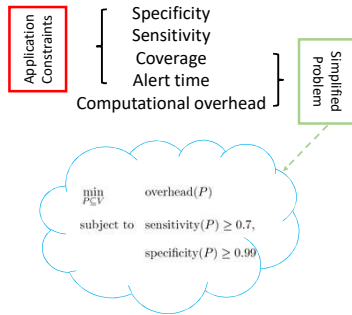 Application
Constraints
Specificity
Sensitivity
Coverage
Alert time
Computational overhead
Simplified
Problem
min overhead(P)
P⊆V
subject to sensitivity(P) ≥ 0.7,
specificity(P) ≥ 0.99